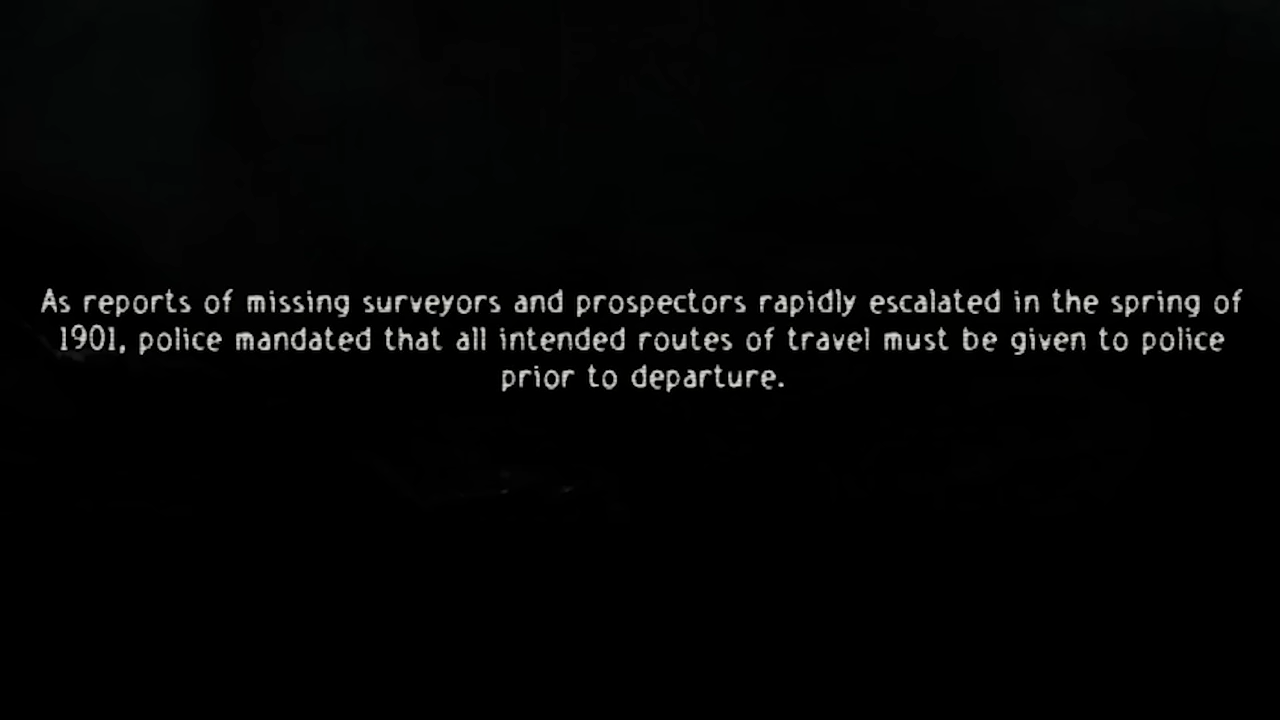 As reports of missing surveyors and prospectors rapidly escalated in the spring of
1901, police mandated that all intended routes of travel must be given to police
prior to departure.